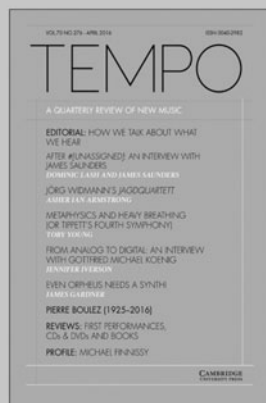 VOL.70 NO.276 – APRIL 2016 ISSN 0040-2982
TEMPO
A QUARTERLY REVIEW OF NEW MUSIC
EDITORIAL: HOW WE TALK ABOUT WHAT
WE HEAR
AFTER #[UNASSIGNED]: AN INTERVIEW WITH
JAMES SAUNDERS
DOMINIC LASH AND JAMES SAUNDERS
JÖRG WIDMANN'S JAGDQUARTETT
ASHER IAN ARMSTRONG
METAPHYSICS AND HEAVY BREATHING
(OR TIPPETT'S FOURTH SYMPHONY)
TOBY YOUNG
FROM ANALOG TO DIGITAL: AN INTERVIEW
WITH GOTTFRIED MICHAEL KOENIG
JENNIFER IVERSON
EVEN ORPHEUS NEEDS A SYNTHI
JAMES GARDNER
PIERRE BOULEZ (1925–2016)
REVIEWS: FIRST PERFORMANCES,
CDs & DVDs AND BOOKS
PROFILE: MICHAEL FINNISSY
CAMBRIDGE
UNIVERSITY PRESS